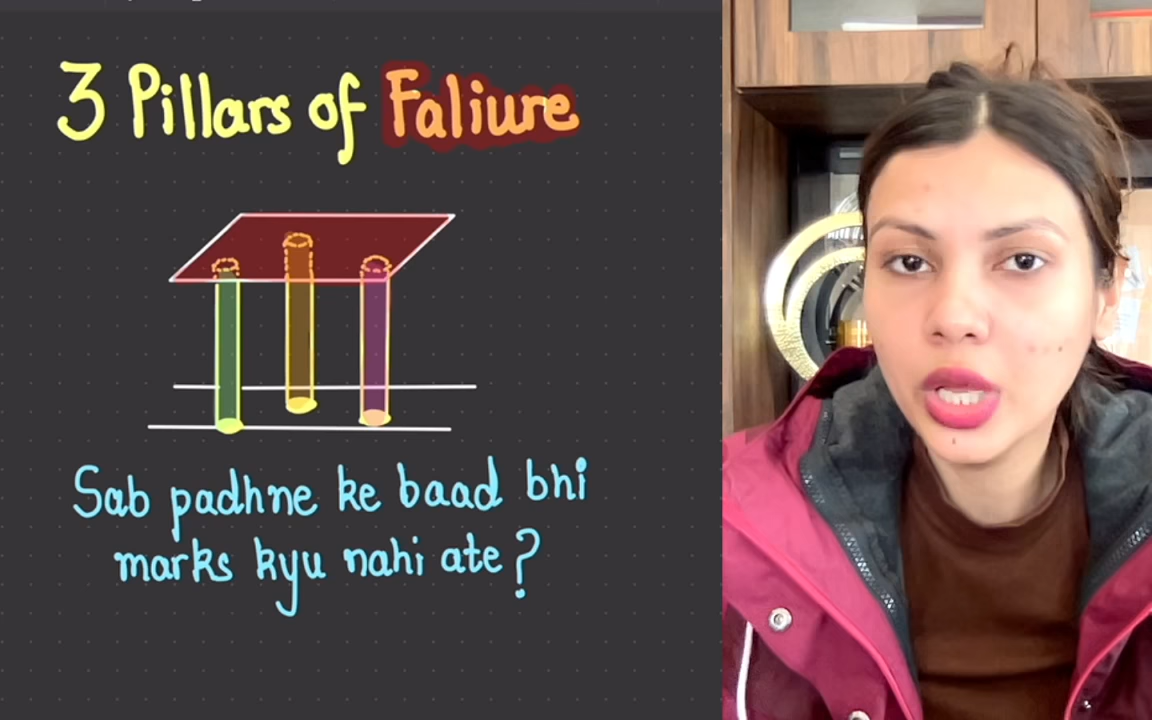 3 Pillars of Faliure
Sab padhne ke baad bhi
marks kyu nahi ate?